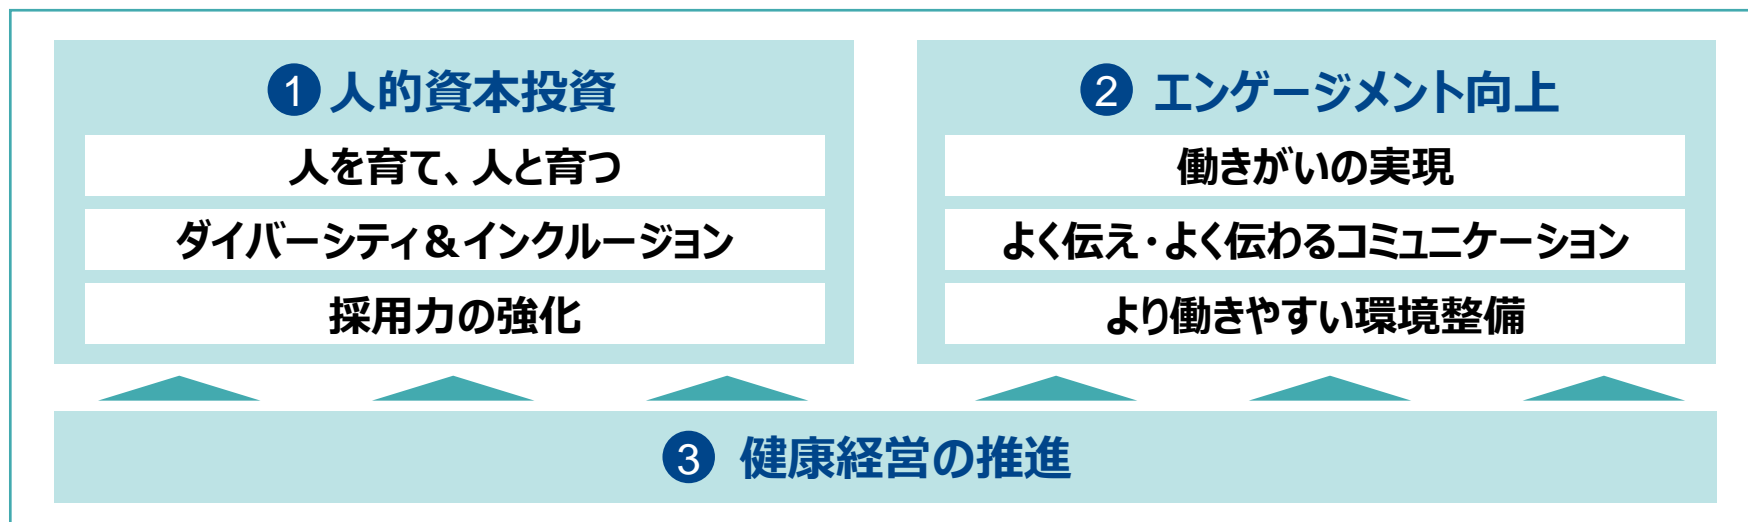 ❶人的資本投資
人を育て、人と育つ
ダイバーシティ&インクルージョン
採用力の強化
❷ エンゲージメント向上
働きがいの実現
よく伝え・よく伝わるコミュニケーション
より働きやすい環境整備
❸ 健康経営の推進